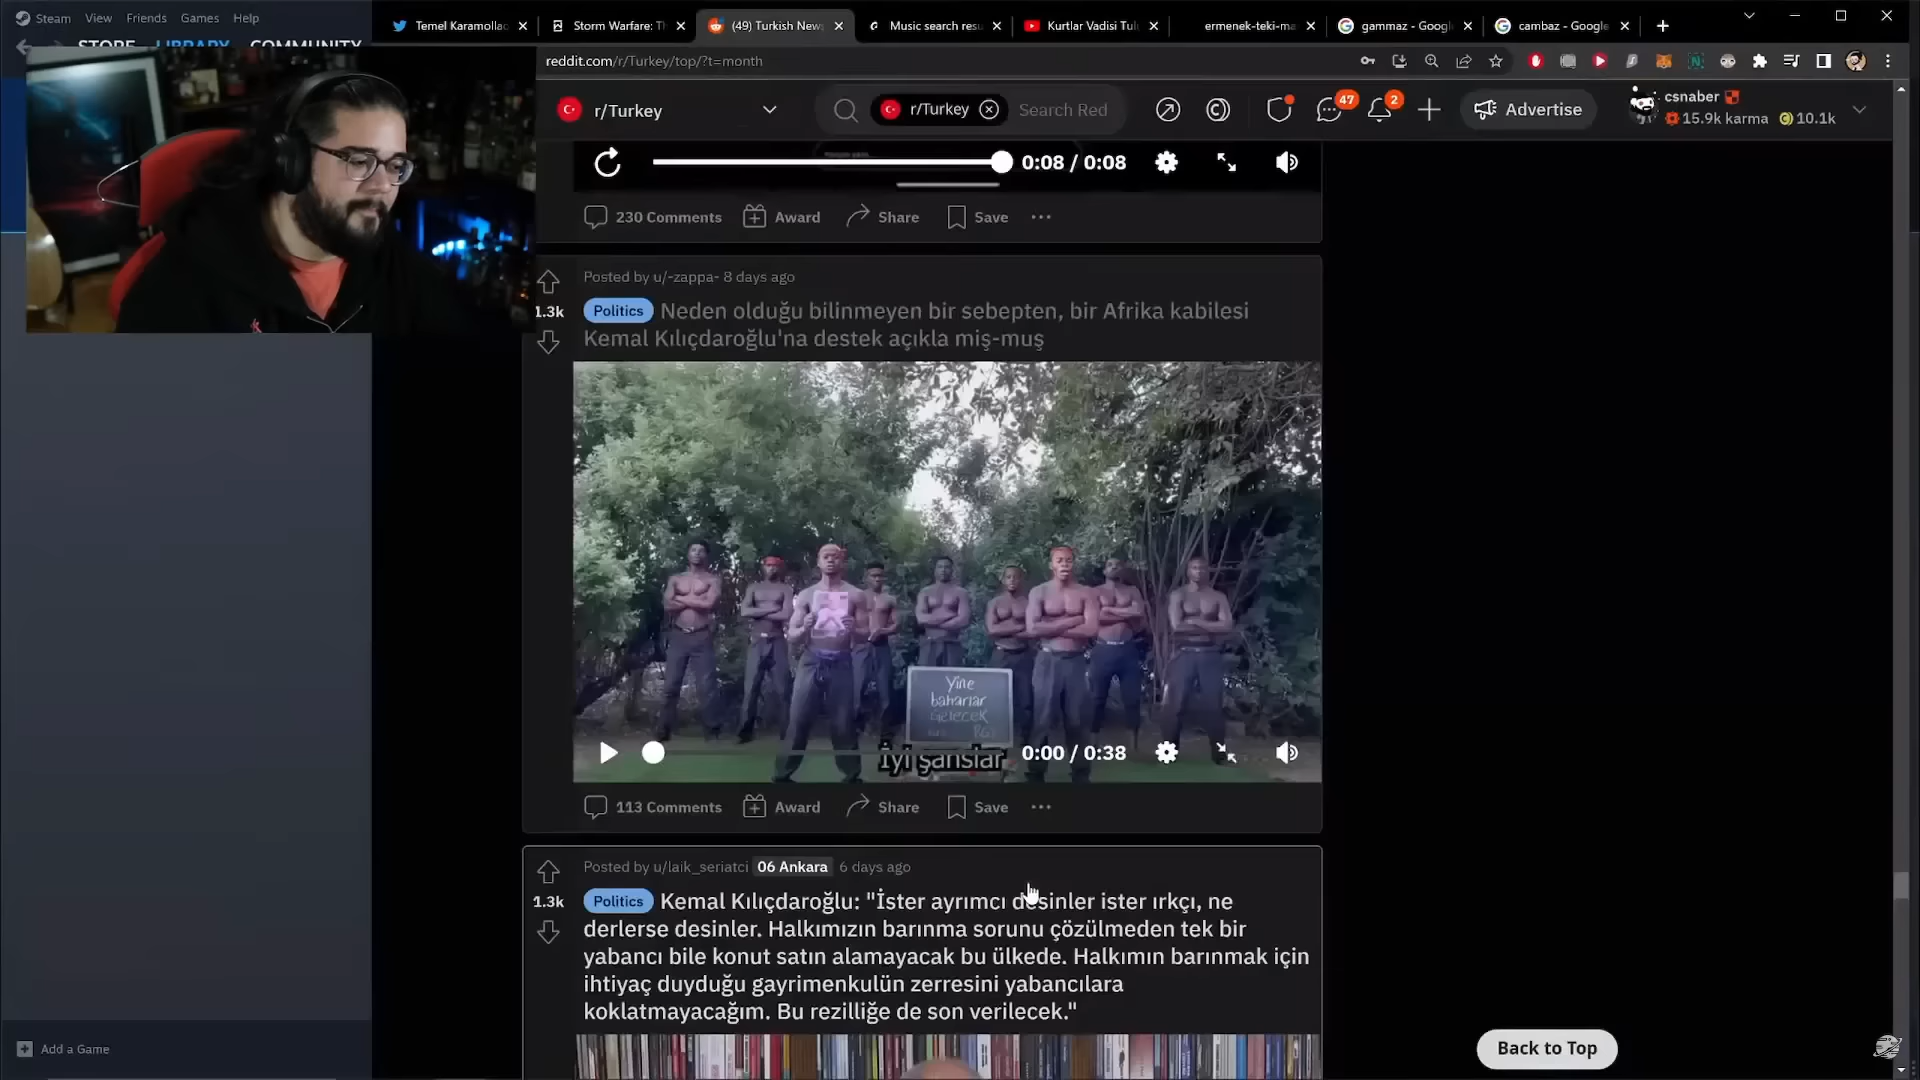 Steam View Friends Games Help
STORE LIBRARY COMMUNITY
Temel Karamollao
Storm Warfare: Th
(49) Turkish New
Music search resu
Kurtlar Vadisi Tulu
ermenek-teki-ma
gammaz - Googl
cambaz - Google
reddit.com/r/Turkey/top/?t=month
r/Turkey
r/Turkey
Search Red
47
2
Advertise
csnaber
15.9k karma
10.1k
0:08 / 0:08
230 Comments Award Share Save
Posted by u/-zappa- 8 days ago
1.3k
Politics Neden olduğu bilinmeyen bir sebepten, bir Afrika kabilesi
Kemal Kılıçdaroğlu'na destek açıkla miş-muş
Yine
baharlar
Gelecek
İyi şanslar
0:00 / 0:38
113 Comments Award Share Save
Posted by u/laik_seriatci 06 Ankara 6 days ago
1.3k
Politics Kemal Kılıçdaroğlu: "İster ayrımcı desinler ister ırkçı, ne
derlerse desinler. Halkımızın barınma sorunu çözülmeden tek bir
yabancı bile konut satın alamayacak bu ülkede. Halkımın barınmak için
ihtiyaç duyduğu gayrimenkulün zerresini yabancılara
koklatmayacağım. Bu rezilliğe de son verilecek."
Add a Game
Back to Top